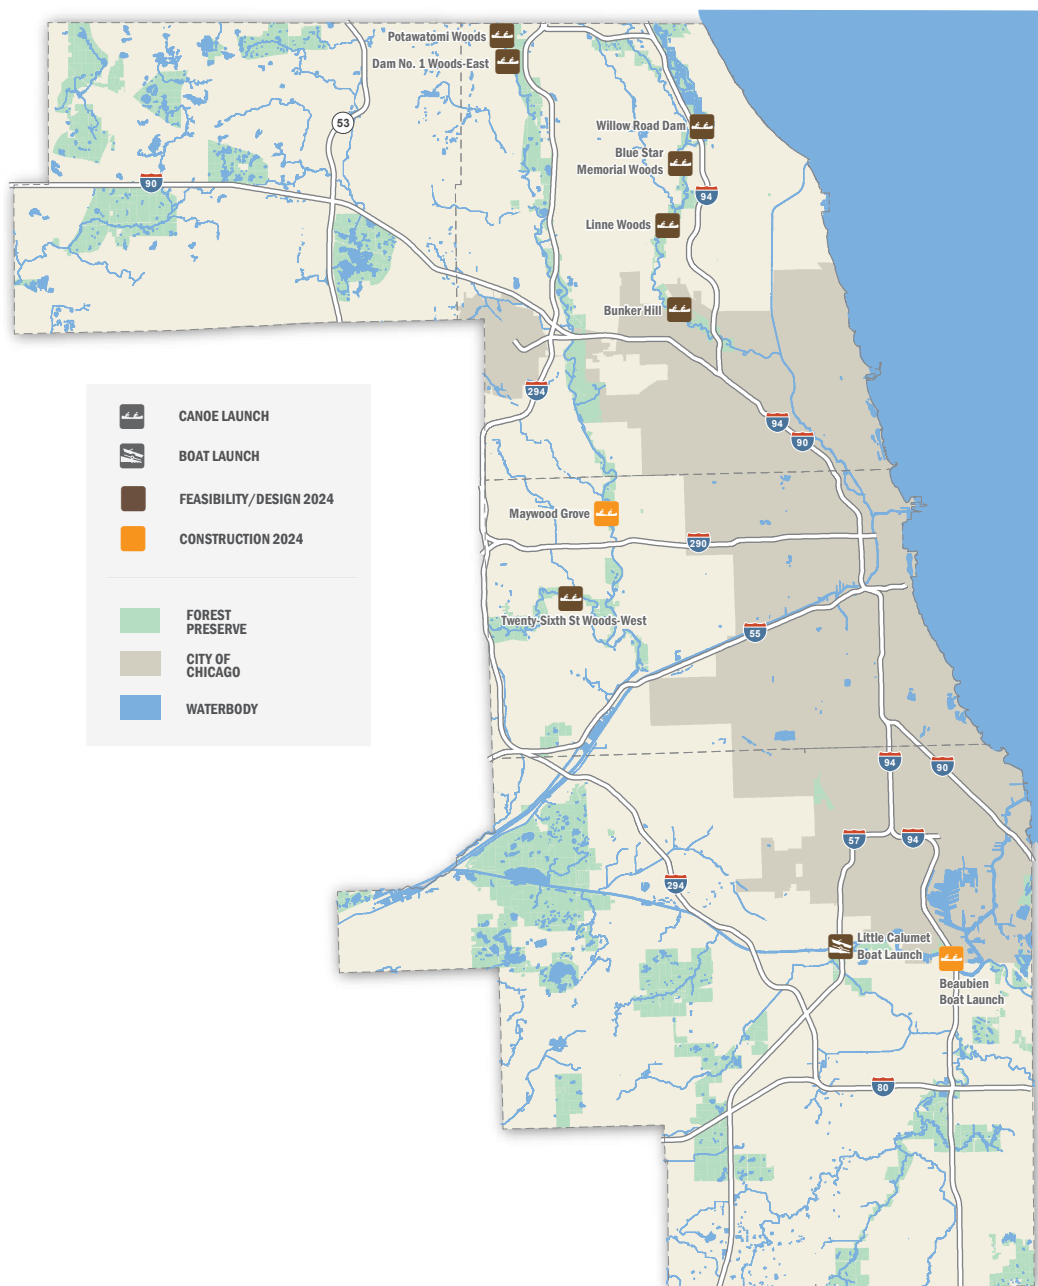 Potawatomi Woods
Dam No. 1 Woods-East
53
Willow Road Dam
Blue Star
Memorial Woods
90
94
Linne Woods
Bunker Hill
294
94
90
CANOE LAUNCH
BOAT LAUNCH
FEASIBILITY/DESIGN 2024
CONSTRUCTION 2024
FOREST
PRESERVE
CITY OF
CHICAGO
WATERBODY
Maywood Grove
290
Twenty-Sixth St Woods-West
55
94
90
57
94
294
Little Calumet
Boat Launch
Beaubien
Boat Launch
80